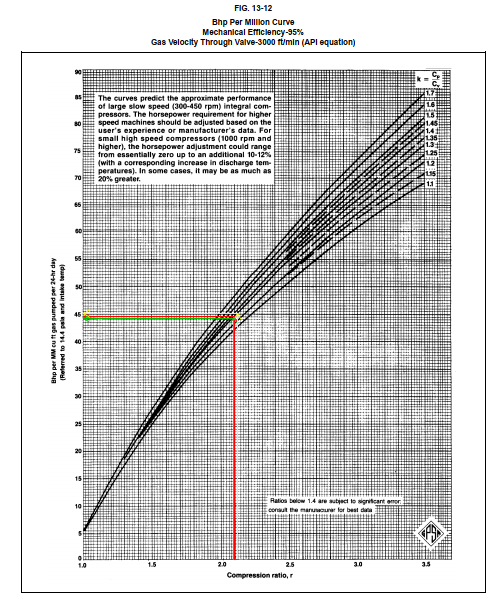 FIG. 13-12
Bhp Per Million Curve
Mechanical Efficiency-95%
Gas Velocity Through Valve-3000 ft/min (API equation)
The curves predict the approximate performance
of large slow speed (300-450 rpm) integral com-
pressors. The horsepower requirement for higher
speed machines should be adjusted based on the
user's experience or manufacturer's data. For
small high speed compressors (1000 rpm and
higher), the horsepower adjustment could range
from essentially zero up to an additional 10-12%
(with a corresponding increase in discharge tem-
peratures). In some cases, it may be as much as
20% greater.
k = Cp
Cv
1.7
1.6
1.5
1.45
1.4
1.35
1.3
1.25
1.2
1.15
1.1
90
85
80
75
70
65
60
55
50
45
40
35
30
25
20
15
10
5
0
Bhp per MM cu ft gas pumped per 24-hr day
(Referred to 14.4 psia and intake temp)
Ratios below 1.4 are subject to significant error:
consult the manufacturer for best data
1.0
1.5
2.0
2.5
3.0
3.5
Compression ratio, r